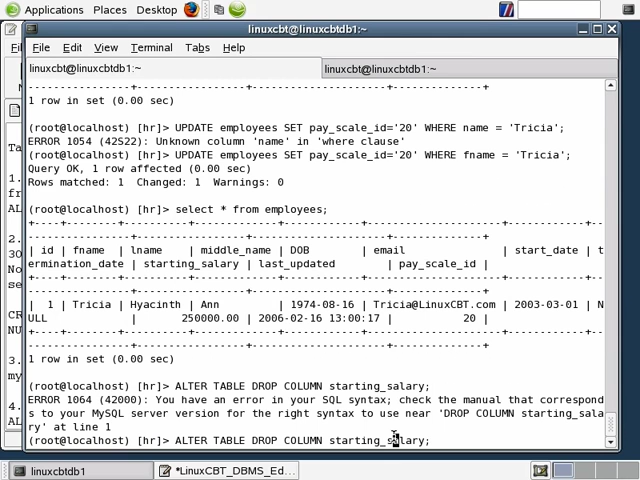 Applications Places Desktop
linuxcbt@linuxcbtdb1:~
File Edit View Terminal Tabs Help
linuxcbt@linuxcbtdb1:~ linuxcbt@linuxcbtdb1:~
1 row in set (0.00 sec)
(root@localhost) [hr]> UPDATE employees SET pay_scale_id='20' WHERE name = 'Tricia';
ERROR 1054 (42S22): Unknown column 'name' in 'where clause'
(root@localhost) [hr]> UPDATE employees SET pay_scale_id='20' WHERE fname = 'Tricia';
Query OK, 1 row affected (0.00 sec)
Rows matched: 1  Changed: 1  Warnings: 0
(root@localhost) [hr]> select * from employees;
| id | fname  | lname    | middle_name | DOB        | email               | start_date | t
ermination_date | starting_salary | last_updated        | pay_scale_id |
|  1 | Tricia | Hyacinth | Ann         | 1974-08-16 | Tricia@LinuxCBT.com | 2003-03-01 | N
ULL             |       250000.00 | 2006-02-16 13:00:17 |           20 |
1 row in set (0.00 sec)
(root@localhost) [hr]> ALTER TABLE DROP COLUMN starting_salary;
ERROR 1064 (42000): You have an error in your SQL syntax; check the manual that correspond
s to your MySQL server version for the right syntax to use near 'DROP COLUMN starting_sala
ry' at line 1
(root@localhost) [hr]> ALTER TABLE DROP COLUMN starting_salary;
linuxcbtdb1 *LinuxCBT_DBMS_Ed...